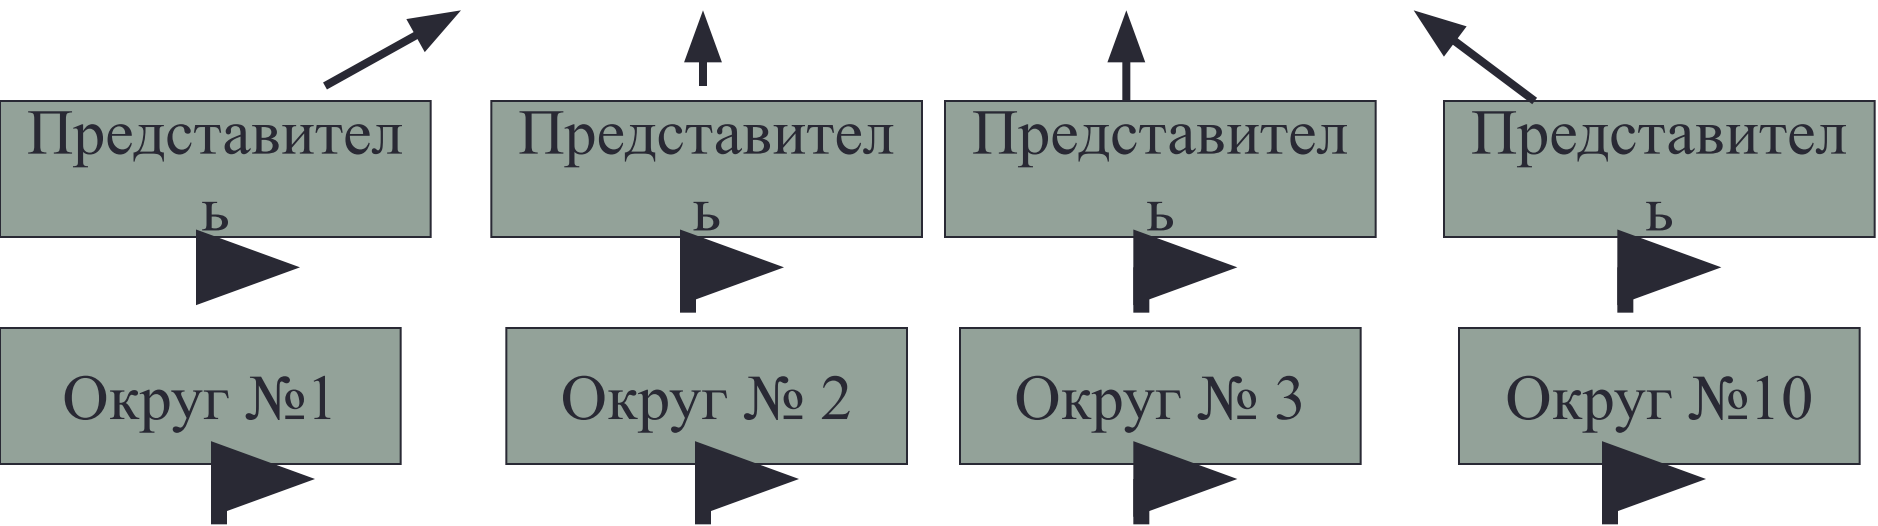 Представител Представител Представител Представител
ь ь ь ь
Округ №1 Округ № 2 Округ № 3 Округ №10